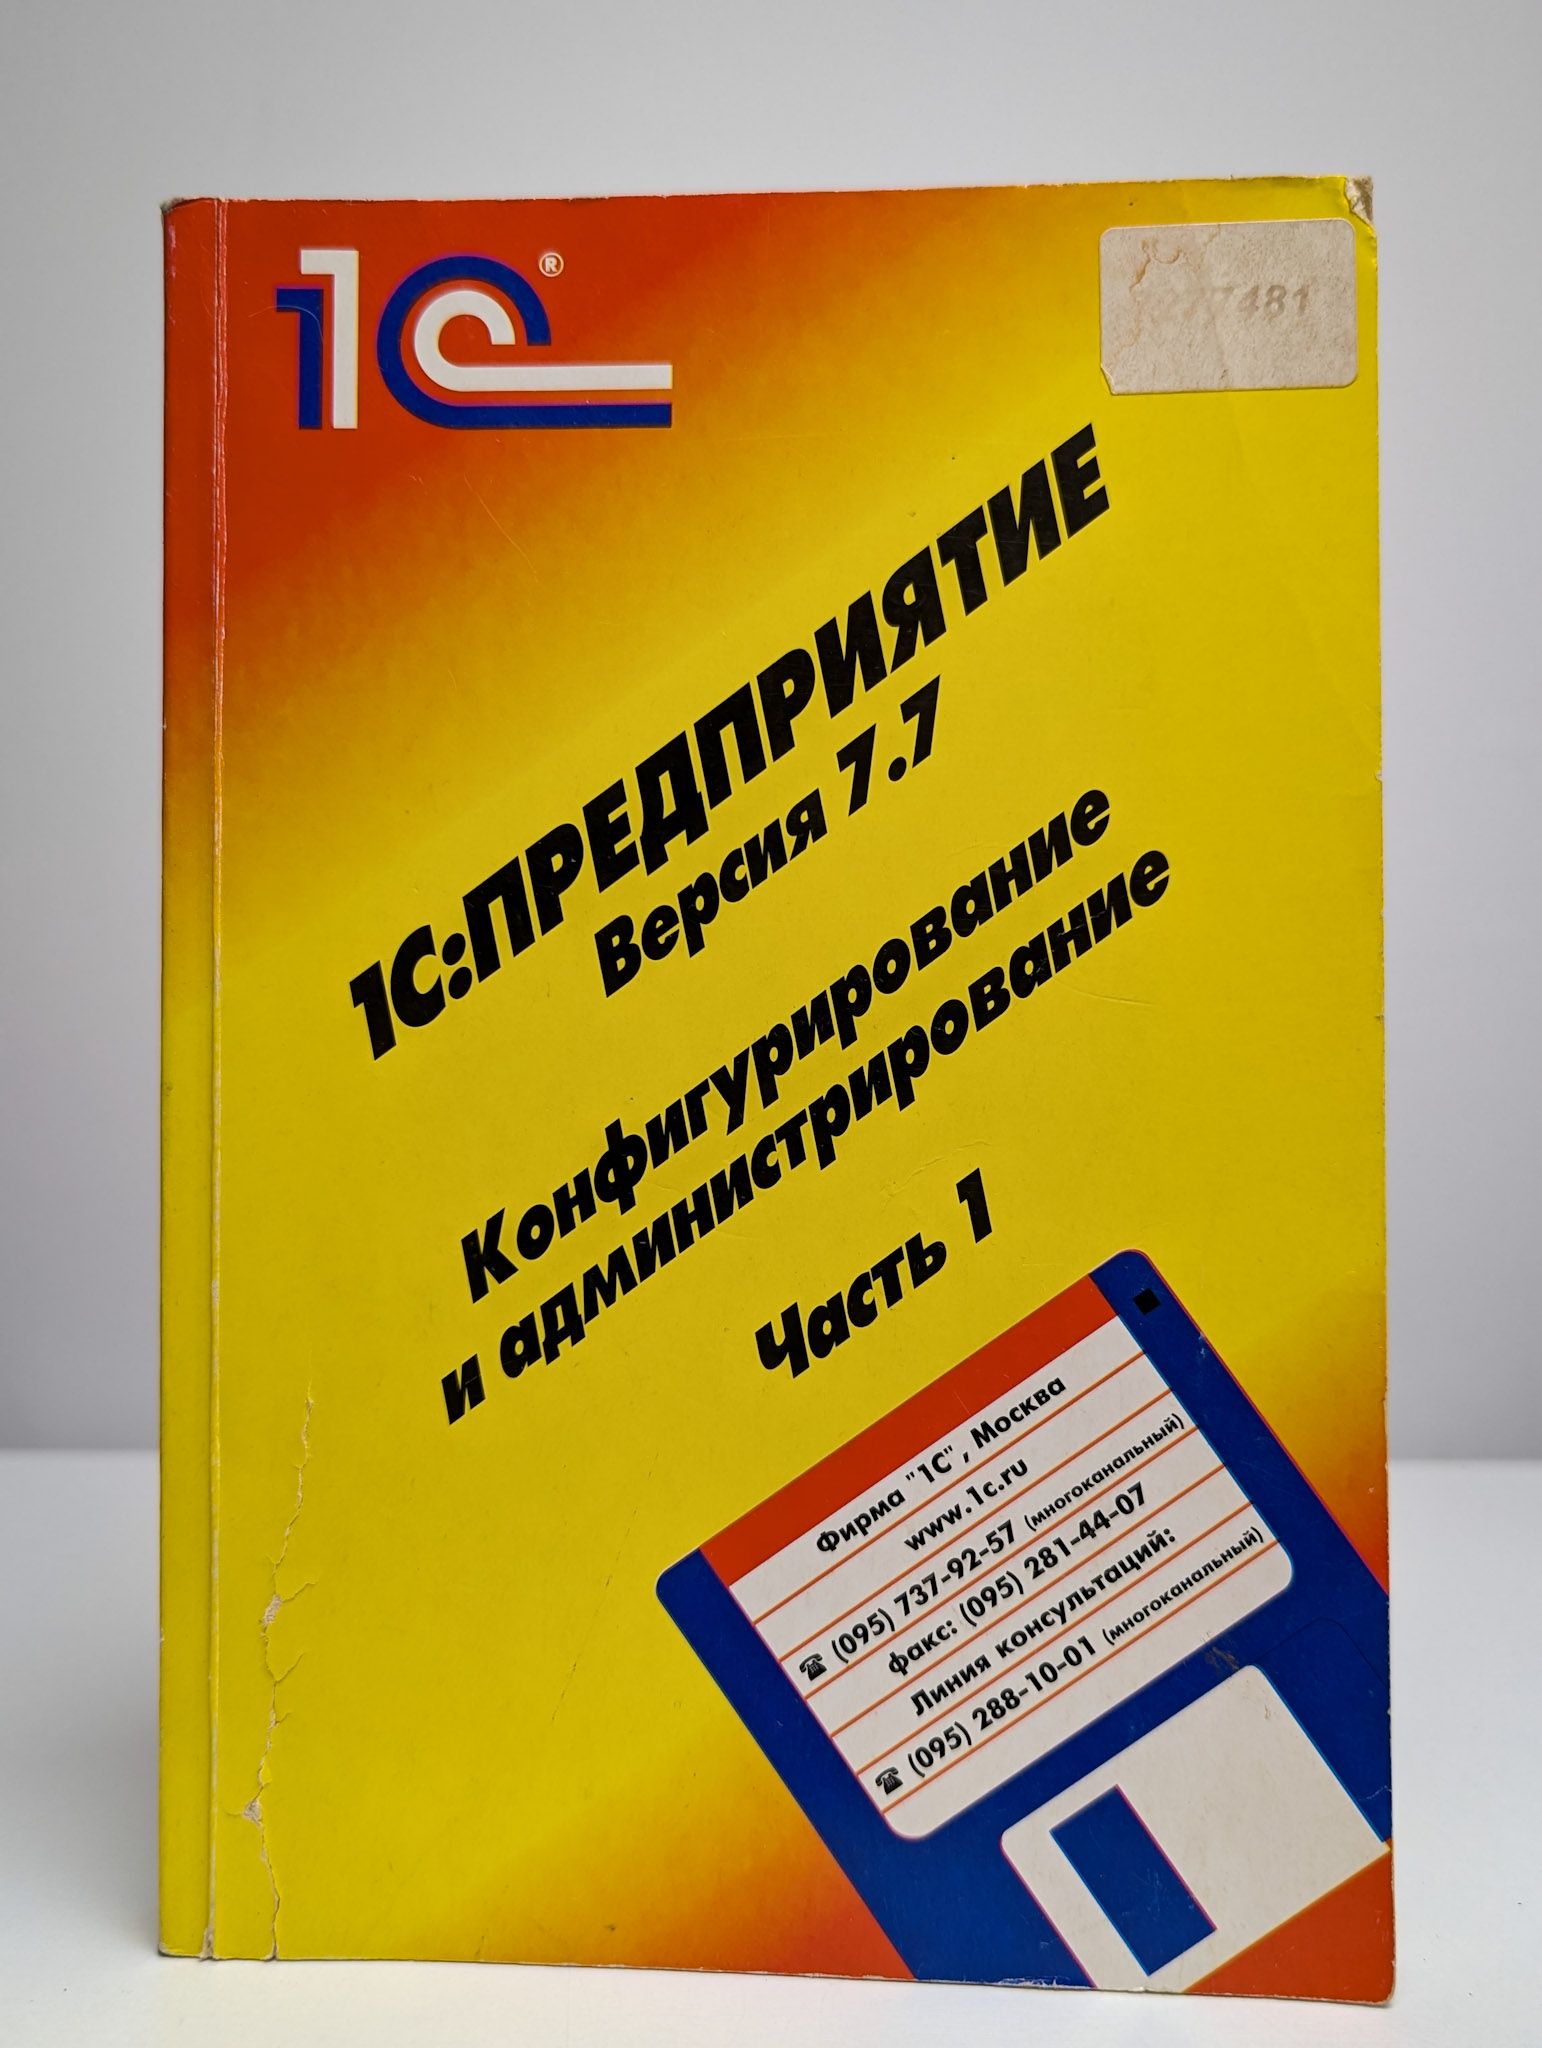 1С®
1С:ПРЕДПРИЯТИЕ
Версия 7.7
Конфигурирование
и администрирование
Часть 1
Фирма "1С", Москва
www.1c.ru
☎ (095) 737-92-57 (многоканальный)
факс: (095) 281-44-07
Линия консультаций:
☎ (095) 288-10-01 (многоканальный)